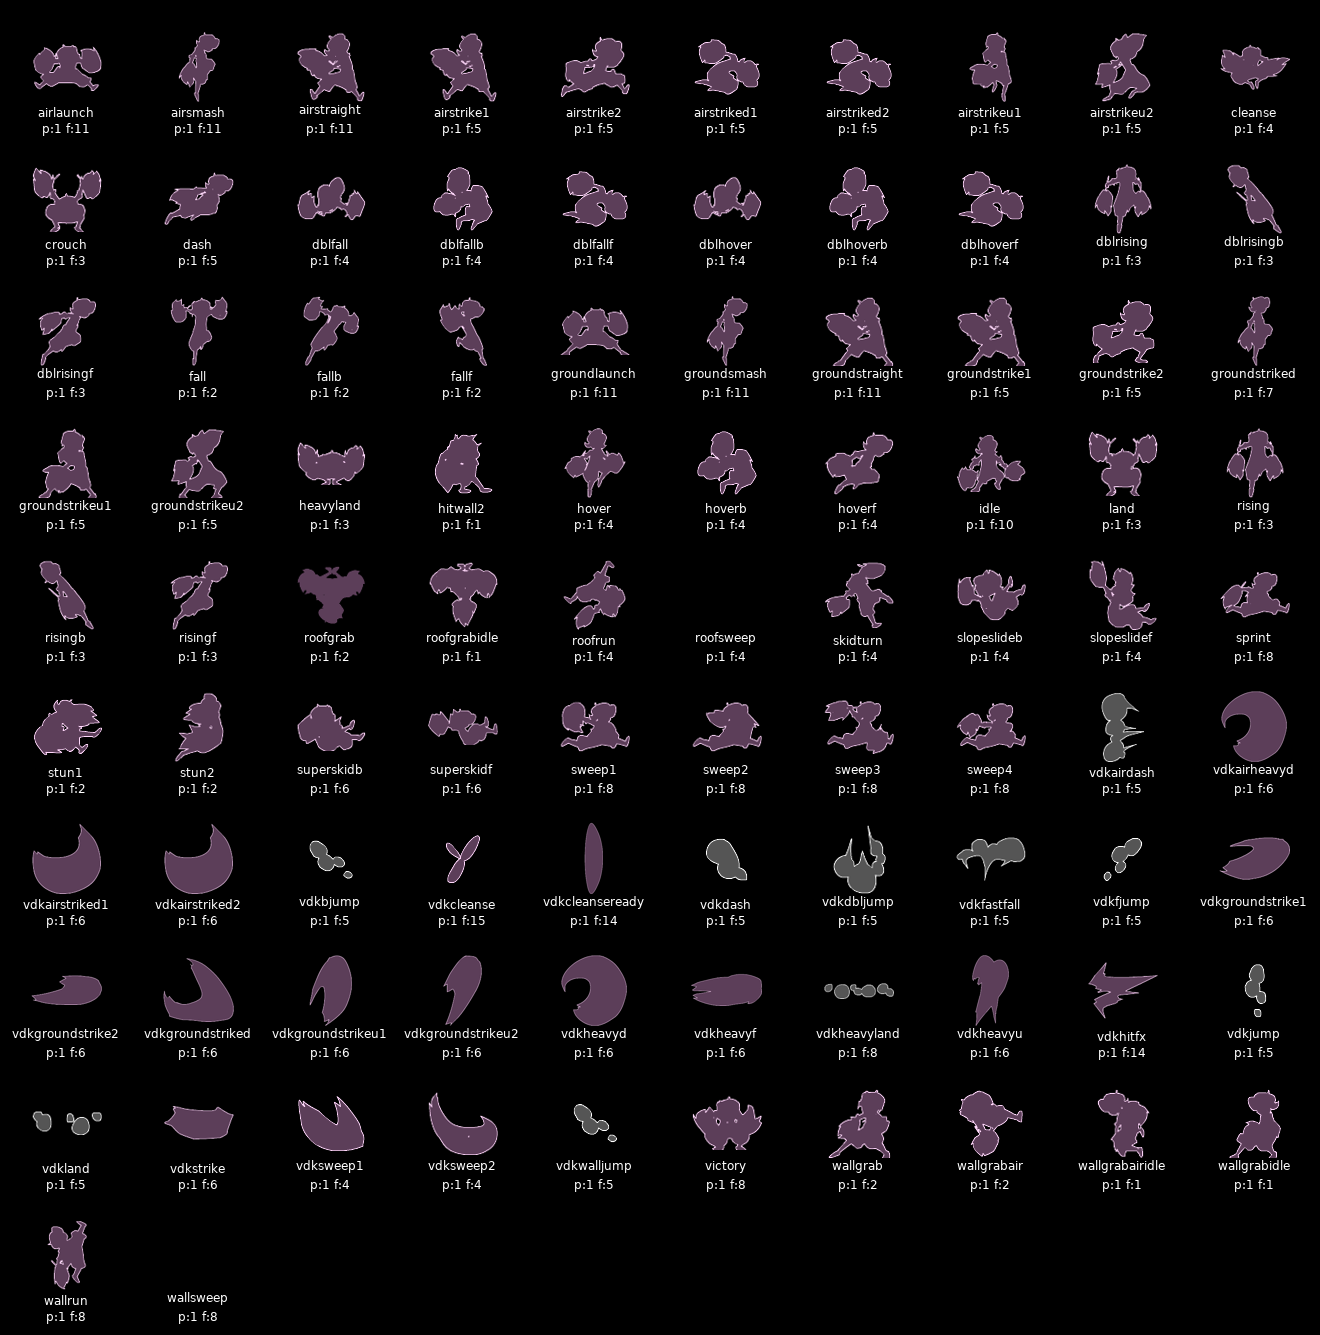 airlaunch airsmash airstraight airstrike1 airstrike2 airstriked1 airstriked2 airstrikeu1 airstrikeu2 cleanse
p:1 f:11 p:1 f:11 p:1 f:11 p:1 f:5 p:1 f:5 p:1 f:5 p:1 f:5 p:1 f:5 p:1 f:5 p:1 f:4
crouch dash dblfall dblfallb dblfallf dblhover dblhoverb dblhoverf dblrising dblrisingb
p:1 f:3 p:1 f:5 p:1 f:4 p:1 f:4 p:1 f:4 p:1 f:4 p:1 f:4 p:1 f:4 p:1 f:3 p:1 f:3
dblrisingf fall fallb fallf groundlaunch groundsmash groundstraight groundstrike1 groundstrike2 groundstriked
p:1 f:3 p:1 f:2 p:1 f:2 p:1 f:2 p:1 f:11 p:1 f:11 p:1 f:11 p:1 f:5 p:1 f:5 p:1 f:7
groundstrikeu1 groundstrikeu2 heavyland hitwall2 hover hoverb hoverf idle land rising
p:1 f:5 p:1 f:5 p:1 f:3 p:1 f:1 p:1 f:4 p:1 f:4 p:1 f:4 p:1 f:10 p:1 f:3 p:1 f:3
risingb risingf roofgrab roofgrabidle roofrun roofsweep skidturn slopeslideb slopeslidef sprint
p:1 f:3 p:1 f:3 p:1 f:2 p:1 f:1 p:1 f:4 p:1 f:4 p:1 f:4 p:1 f:4 p:1 f:4 p:1 f:8
stun1 stun2 superskidb superskidf sweep1 sweep2 sweep3 sweep4 vdkairdash vdkairheavyd
p:1 f:2 p:1 f:2 p:1 f:6 p:1 f:6 p:1 f:8 p:1 f:8 p:1 f:8 p:1 f:8 p:1 f:5 p:1 f:6
vdkairstriked1 vdkairstriked2 vdkbjump vdkcleanse vdkcleanseready vdkdash vdkdbljump vdkfastfall vdkfjump vdkgroundstrike1
p:1 f:6 p:1 f:6 p:1 f:5 p:1 f:15 p:1 f:14 p:1 f:5 p:1 f:5 p:1 f:5 p:1 f:5 p:1 f:6
vdkgroundstrike2 vdkgroundstriked vdkgroundstrikeu1 vdkgroundstrikeu2 vdkheavyd vdkheavyf vdkheavyland vdkheavyu vdkhitfx vdkjump
p:1 f:6 p:1 f:6 p:1 f:6 p:1 f:6 p:1 f:6 p:1 f:6 p:1 f:8 p:1 f:6 p:1 f:14 p:1 f:5
vdkland vdkstrike vdksweep1 vdksweep2 vdkwalljump victory wallgrab wallgrabair wallgrabairidle wallgrabidle
p:1 f:5 p:1 f:6 p:1 f:4 p:1 f:4 p:1 f:5 p:1 f:8 p:1 f:2 p:1 f:2 p:1 f:1 p:1 f:1
wallrun wallsweep
p:1 f:8 p:1 f:8